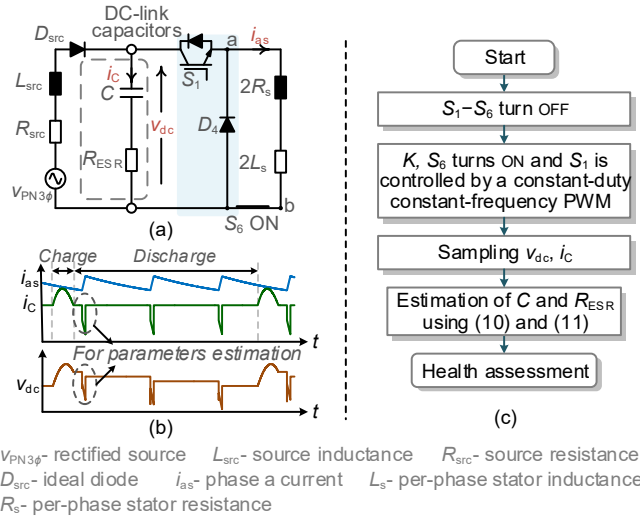 DC-link
capacitors
D_src
i_as
a
L_src
i_C
C
S_1
2R_s
v_dc
D_4
R_src
R_ESR
2L_s
v_PN3ϕ
b
S_6 ON
(a)
Charge
Discharge
i_as
i_C
t
For parameters estimation
v_dc
t
(b)
Start
S_1–S_6 turn OFF
K, S_6 turns ON and S_1 is
controlled by a constant-duty
constant-frequency PWM
Sampling v_dc, i_C
Estimation of C and R_ESR
using (10) and (11)
Health assessment
(c)
v_PN3ϕ- rectified source L_src- source inductance R_src- source resistance
D_src- ideal diode i_as- phase a current L_s- per-phase stator inductance
R_s- per-phase stator resistance